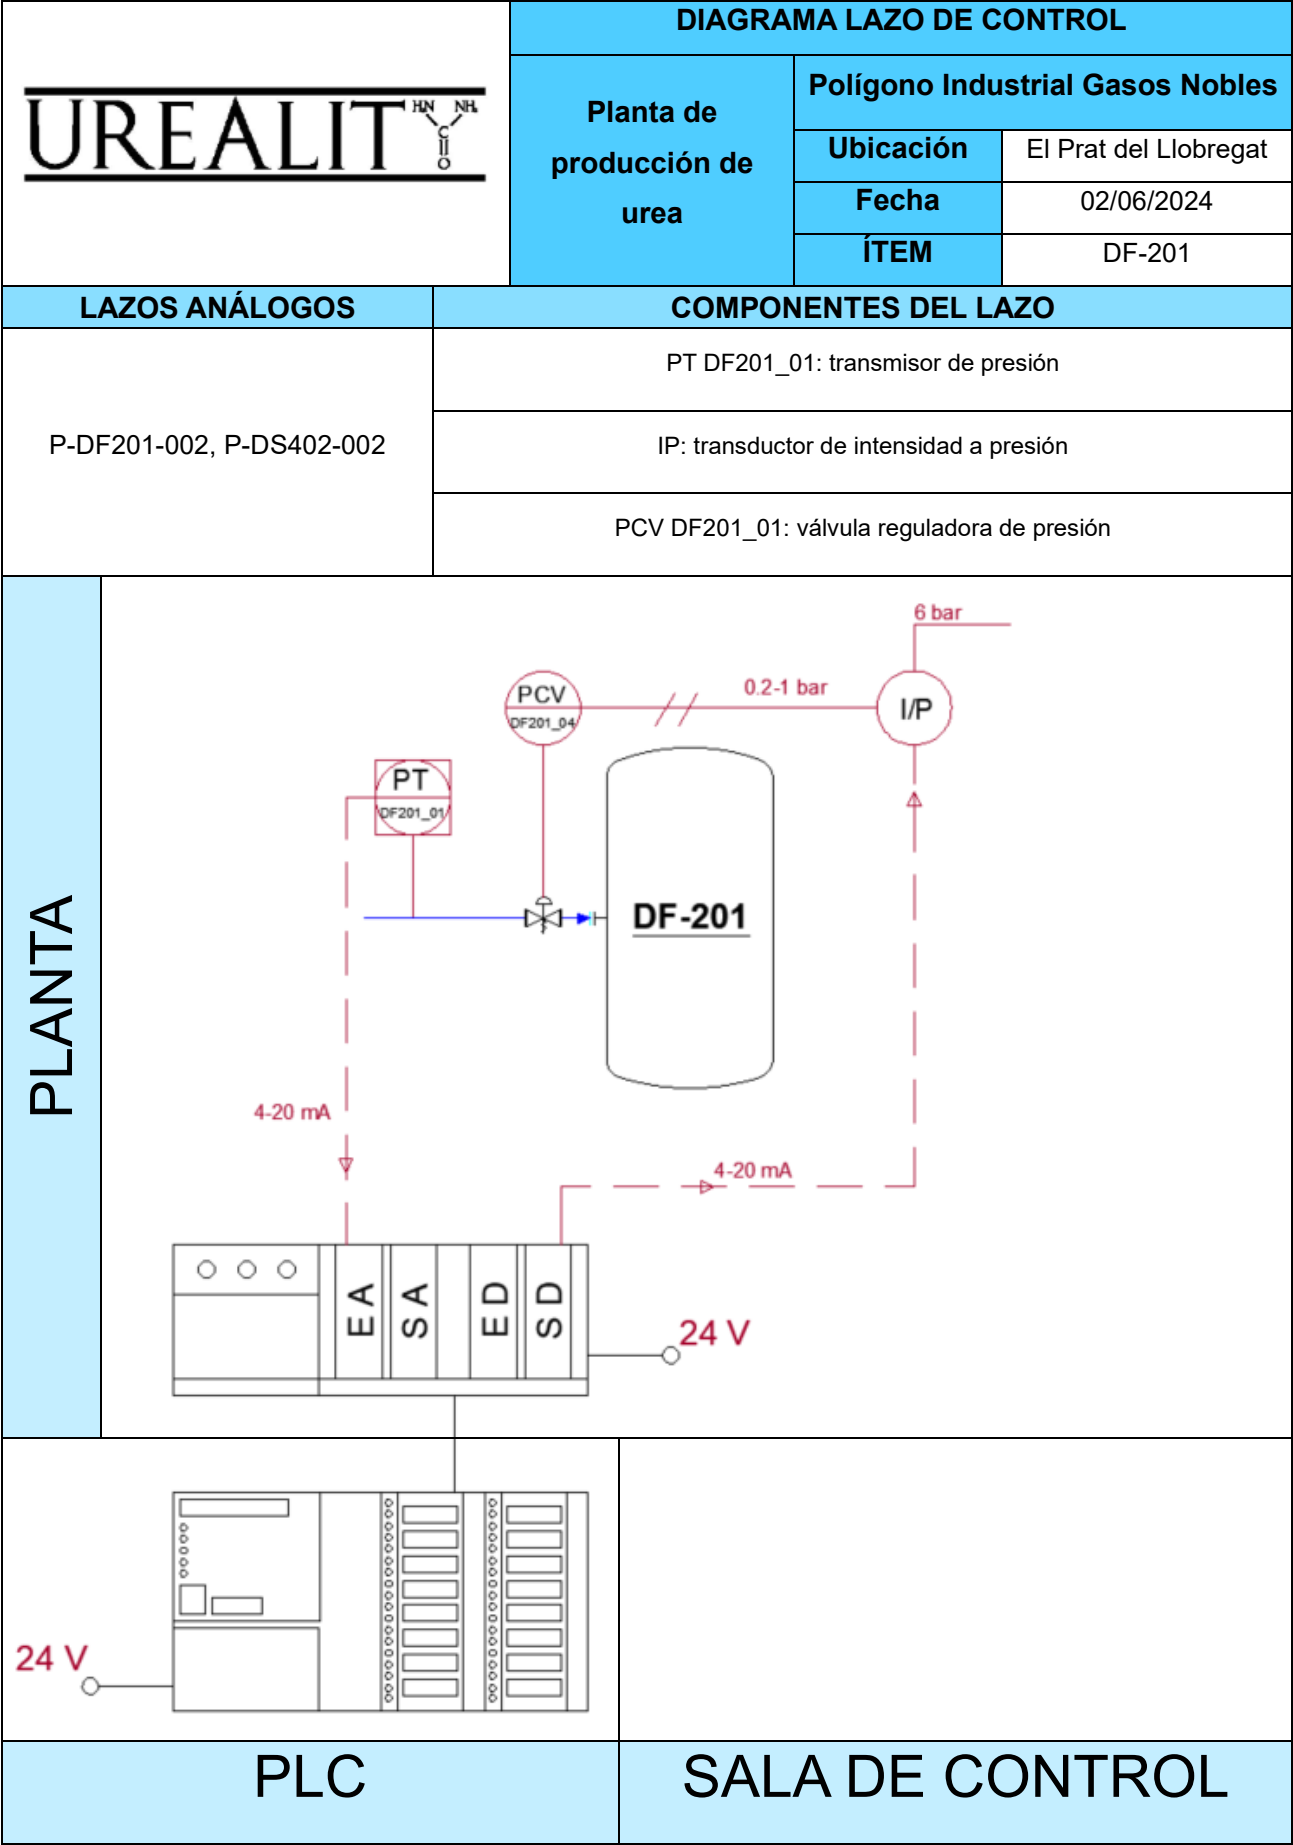 DIAGRAMA LAZO DE CONTROL
UREALIT
HN
NH₂
C
O
Planta de
producción de
urea
Polígono Industrial Gasos Nobles
Ubicación
El Prat del Llobregat
Fecha
02/06/2024
ÍTEM
DF-201
LAZOS ANÁLOGOS
COMPONENTES DEL LAZO
P-DF201-002, P-DS402-002
PT DF201_01: transmisor de presión
IP: transductor de intensidad a presión
PCV DF201_01: válvula reguladora de presión
PLANTA
6 bar
PCV
DF201_04
0.2-1 bar
I/P
PT
DF201_01
DF-201
4-20 mA
4-20 mA
EA
SA
ED
SD
24 V
24 V
PLC
SALA DE CONTROL